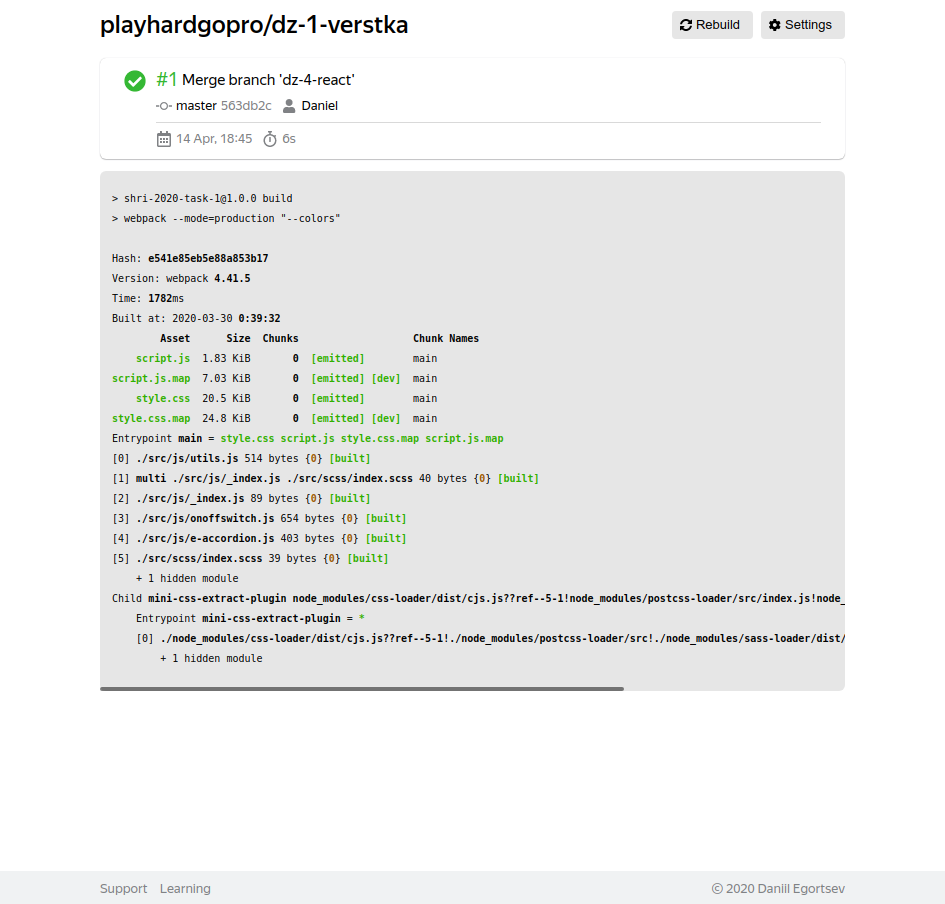 playhardgopro/dz-1-verstka
Rebuild
Settings
#1 Merge branch 'dz-4-react'
master 563db2c Daniel
14 Apr, 18:45 6s
> shri-2020-task-1@1.0.0 build
> webpack --mode=production "--colors"
Hash: e541e85eb5e88a853b17
Version: webpack 4.41.5
Time: 1782ms
Built at: 2020-03-30 0:39:32
Asset Size Chunks Chunk Names
script.js 1.83 KiB 0 [emitted] main
script.js.map 7.03 KiB 0 [emitted] [dev] main
style.css 20.5 KiB 0 [emitted] main
style.css.map 24.8 KiB 0 [emitted] [dev] main
Entrypoint main = style.css script.js style.css.map script.js.map
[0] ./src/js/utils.js 514 bytes {0} [built]
[1] multi ./src/js/_index.js ./src/scss/index.scss 40 bytes {0} [built]
[2] ./src/js/_index.js 89 bytes {0} [built]
[3] ./src/js/onoffswitch.js 654 bytes {0} [built]
[4] ./src/js/e-accordion.js 403 bytes {0} [built]
[5] ./src/scss/index.scss 39 bytes {0} [built]
+ 1 hidden module
Child mini-css-extract-plugin node_modules/css-loader/dist/cjs.js??ref--5-1!node_modules/postcss-loader/src/index.js!node_
Entrypoint mini-css-extract-plugin = *
[0] ./node_modules/css-loader/dist/cjs.js??ref--5-1!./node_modules/postcss-loader/src!./node_modules/sass-loader/dist/
+ 1 hidden module
Support Learning
© 2020 Daniil Egortsev